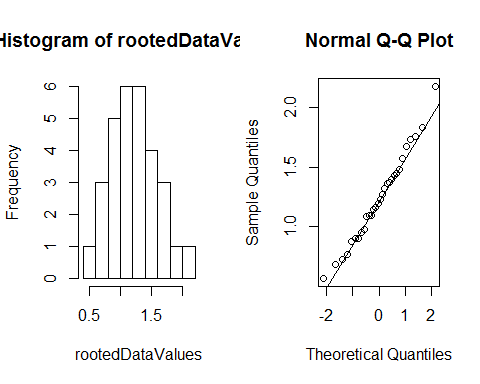 Histogram of rootedDataVa
Frequency
0 1 2 3 4 5 6
0.5 1.5
rootedDataValues
Normal Q-Q Plot
Sample Quantiles
1.0 1.5 2.0
-2 0 1 2
Theoretical Quantiles